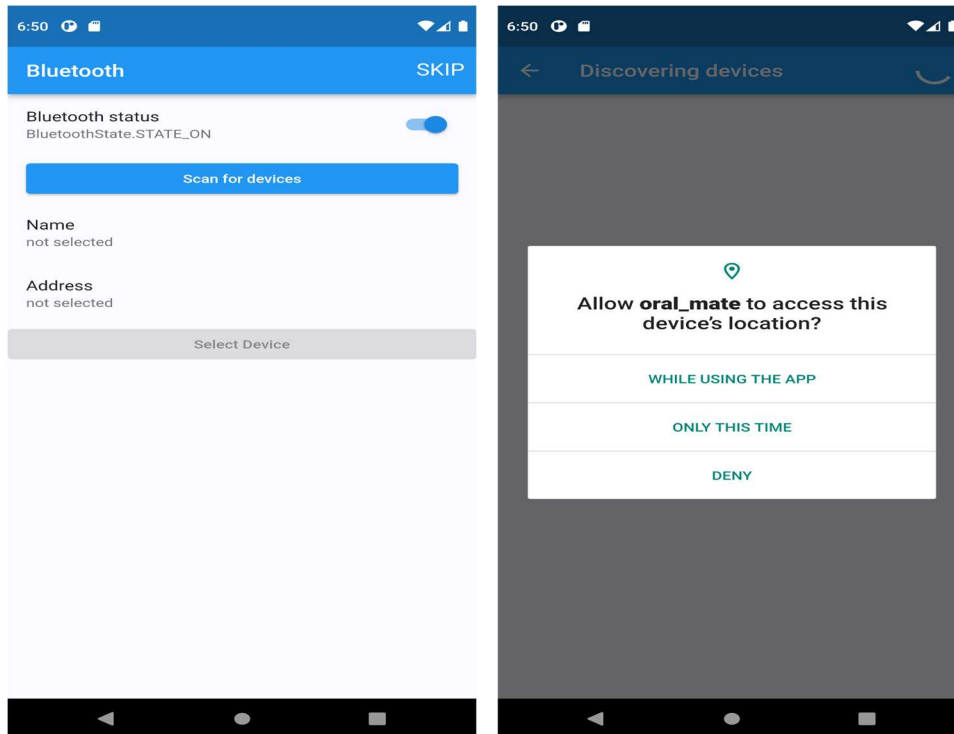 6:50
Bluetooth SKIP
Bluetooth status
BluetoothState.STATE_ON
Scan for devices
Name
not selected
Address
not selected
Select Device
6:50
Discovering devices
Allow oral_mate to access this
device's location?
WHILE USING THE APP
ONLY THIS TIME
DENY